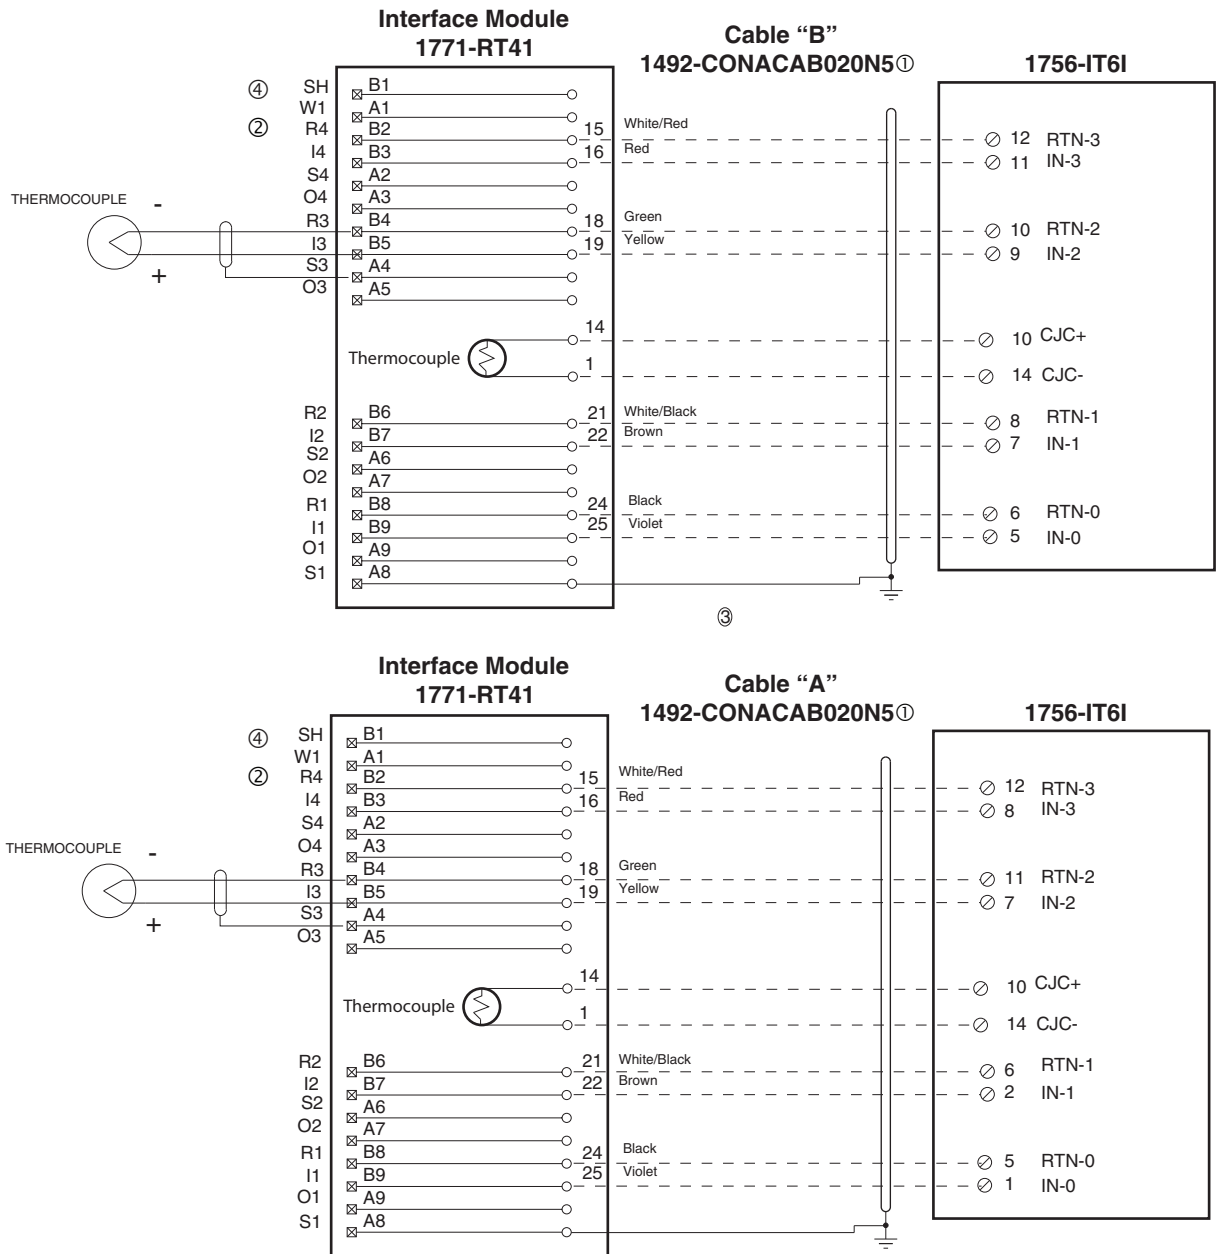 Interface Module
1771-RT41
Cable “B”
1492-CONACAB020N5①
1756-IT6I
④ SH B1
W1 A1
② R4 B2 15 White/Red 12 RTN-3
I4 B3 16 Red 11 IN-3
S4 A2
O4 A3
THERMOCOUPLE -
R3 B4 18 Green 10 RTN-2
I3 B5 19 Yellow 9 IN-2
+ S3 A4
O3 A5
14 10 CJC+
Thermocouple
1 14 CJC-
R2 B6 21 White/Black 8 RTN-1
I2 B7 22 Brown 7 IN-1
S2 A6
O2 A7
R1 B8 24 Black 6 RTN-0
I1 B9 25 Violet 5 IN-0
O1 A9
S1 A8
③
Interface Module
1771-RT41
Cable “A”
1492-CONACAB020N5①
1756-IT6I
④ SH B1
W1 A1
② R4 B2 15 White/Red 12 RTN-3
I4 B3 16 Red 8 IN-3
S4 A2
O4 A3
THERMOCOUPLE -
R3 B4 18 Green 11 RTN-2
I3 B5 19 Yellow 7 IN-2
+ S3 A4
O3 A5
14 10 CJC+
Thermocouple
1 14 CJC-
R2 B6 21 White/Black 6 RTN-1
I2 B7 22 Brown 2 IN-1
S2 A6
O2 A7
R1 B8 24 Black 5 RTN-0
I1 B9 25 Violet 1 IN-0
O1 A9
S1 A8